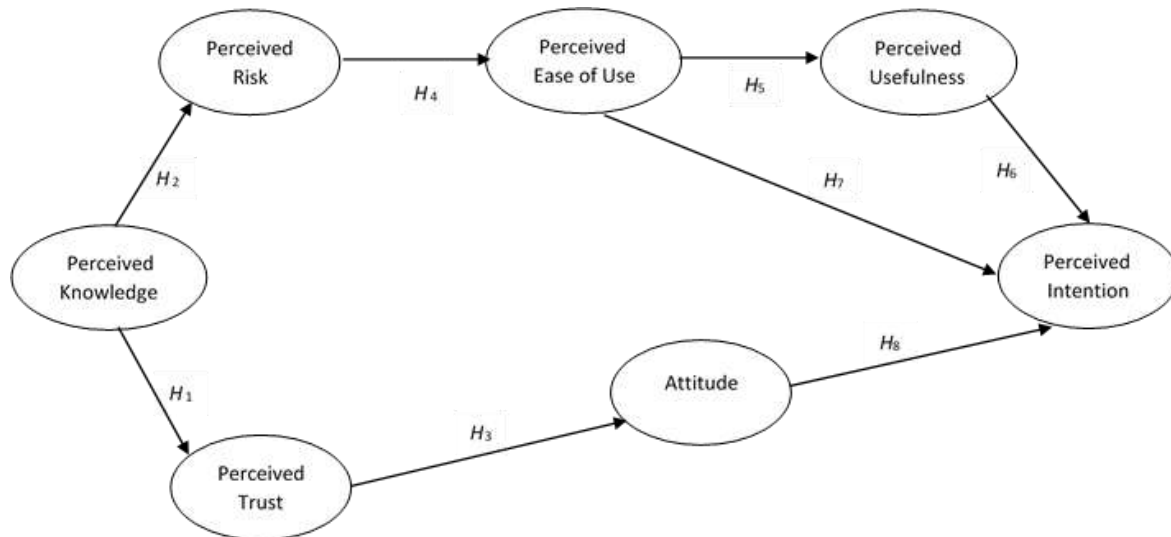 Perceived
Risk
Perceived
Ease of Use
Perceived
Usefulness
H4
H5
H2
H7
H6
Perceived
Knowledge
Perceived
Intention
H1
H3
Attitude
H8
Perceived
Trust